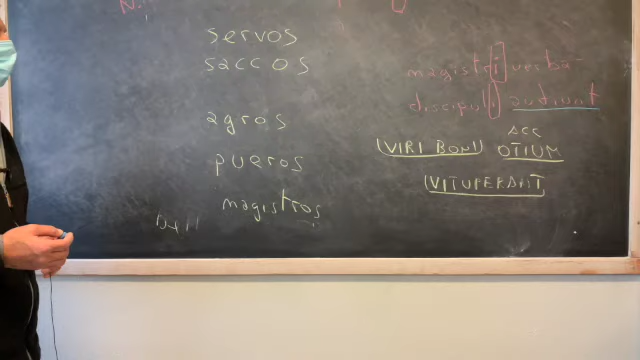 servos
saccos
agros
pueros
magistros
magistri verba
discipuli audiunt
ACC
(VIRI BONI) OTIUM
(VITUPERANT)